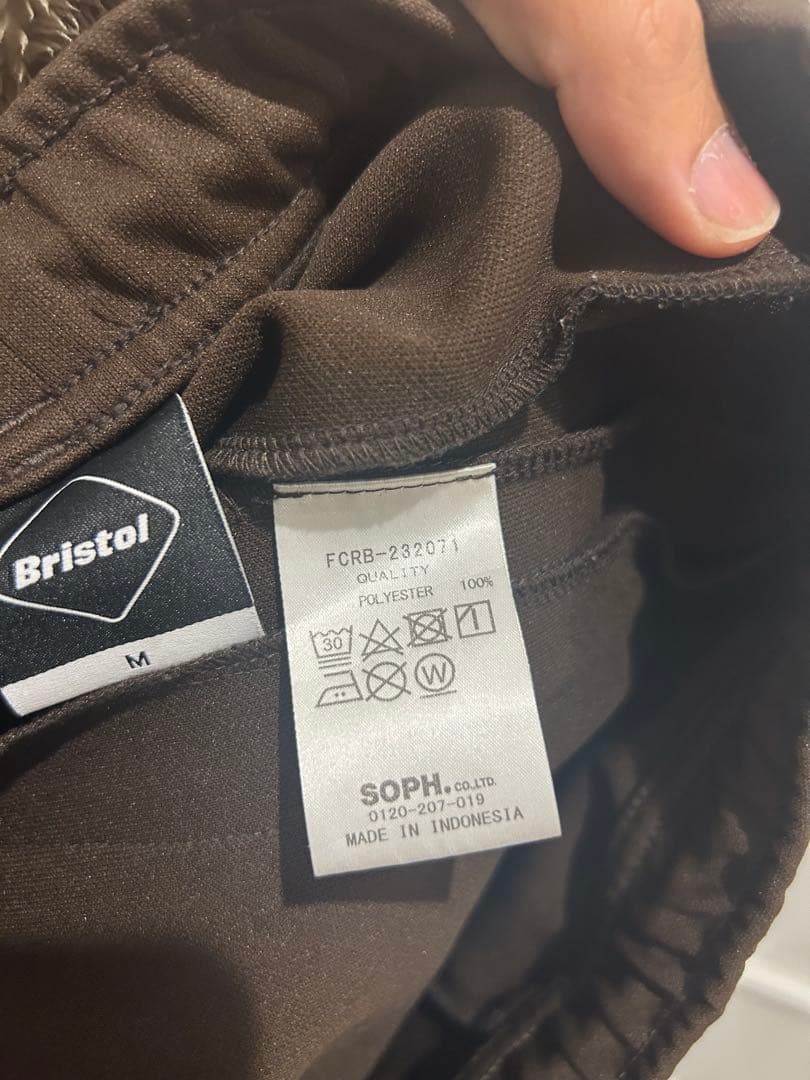 Bristol
M
FCRB-232071
QUALITY
POLYESTER 100%
30
W
SOPH. CO.,LTD.
0120-207-019
MADE IN INDONESIA